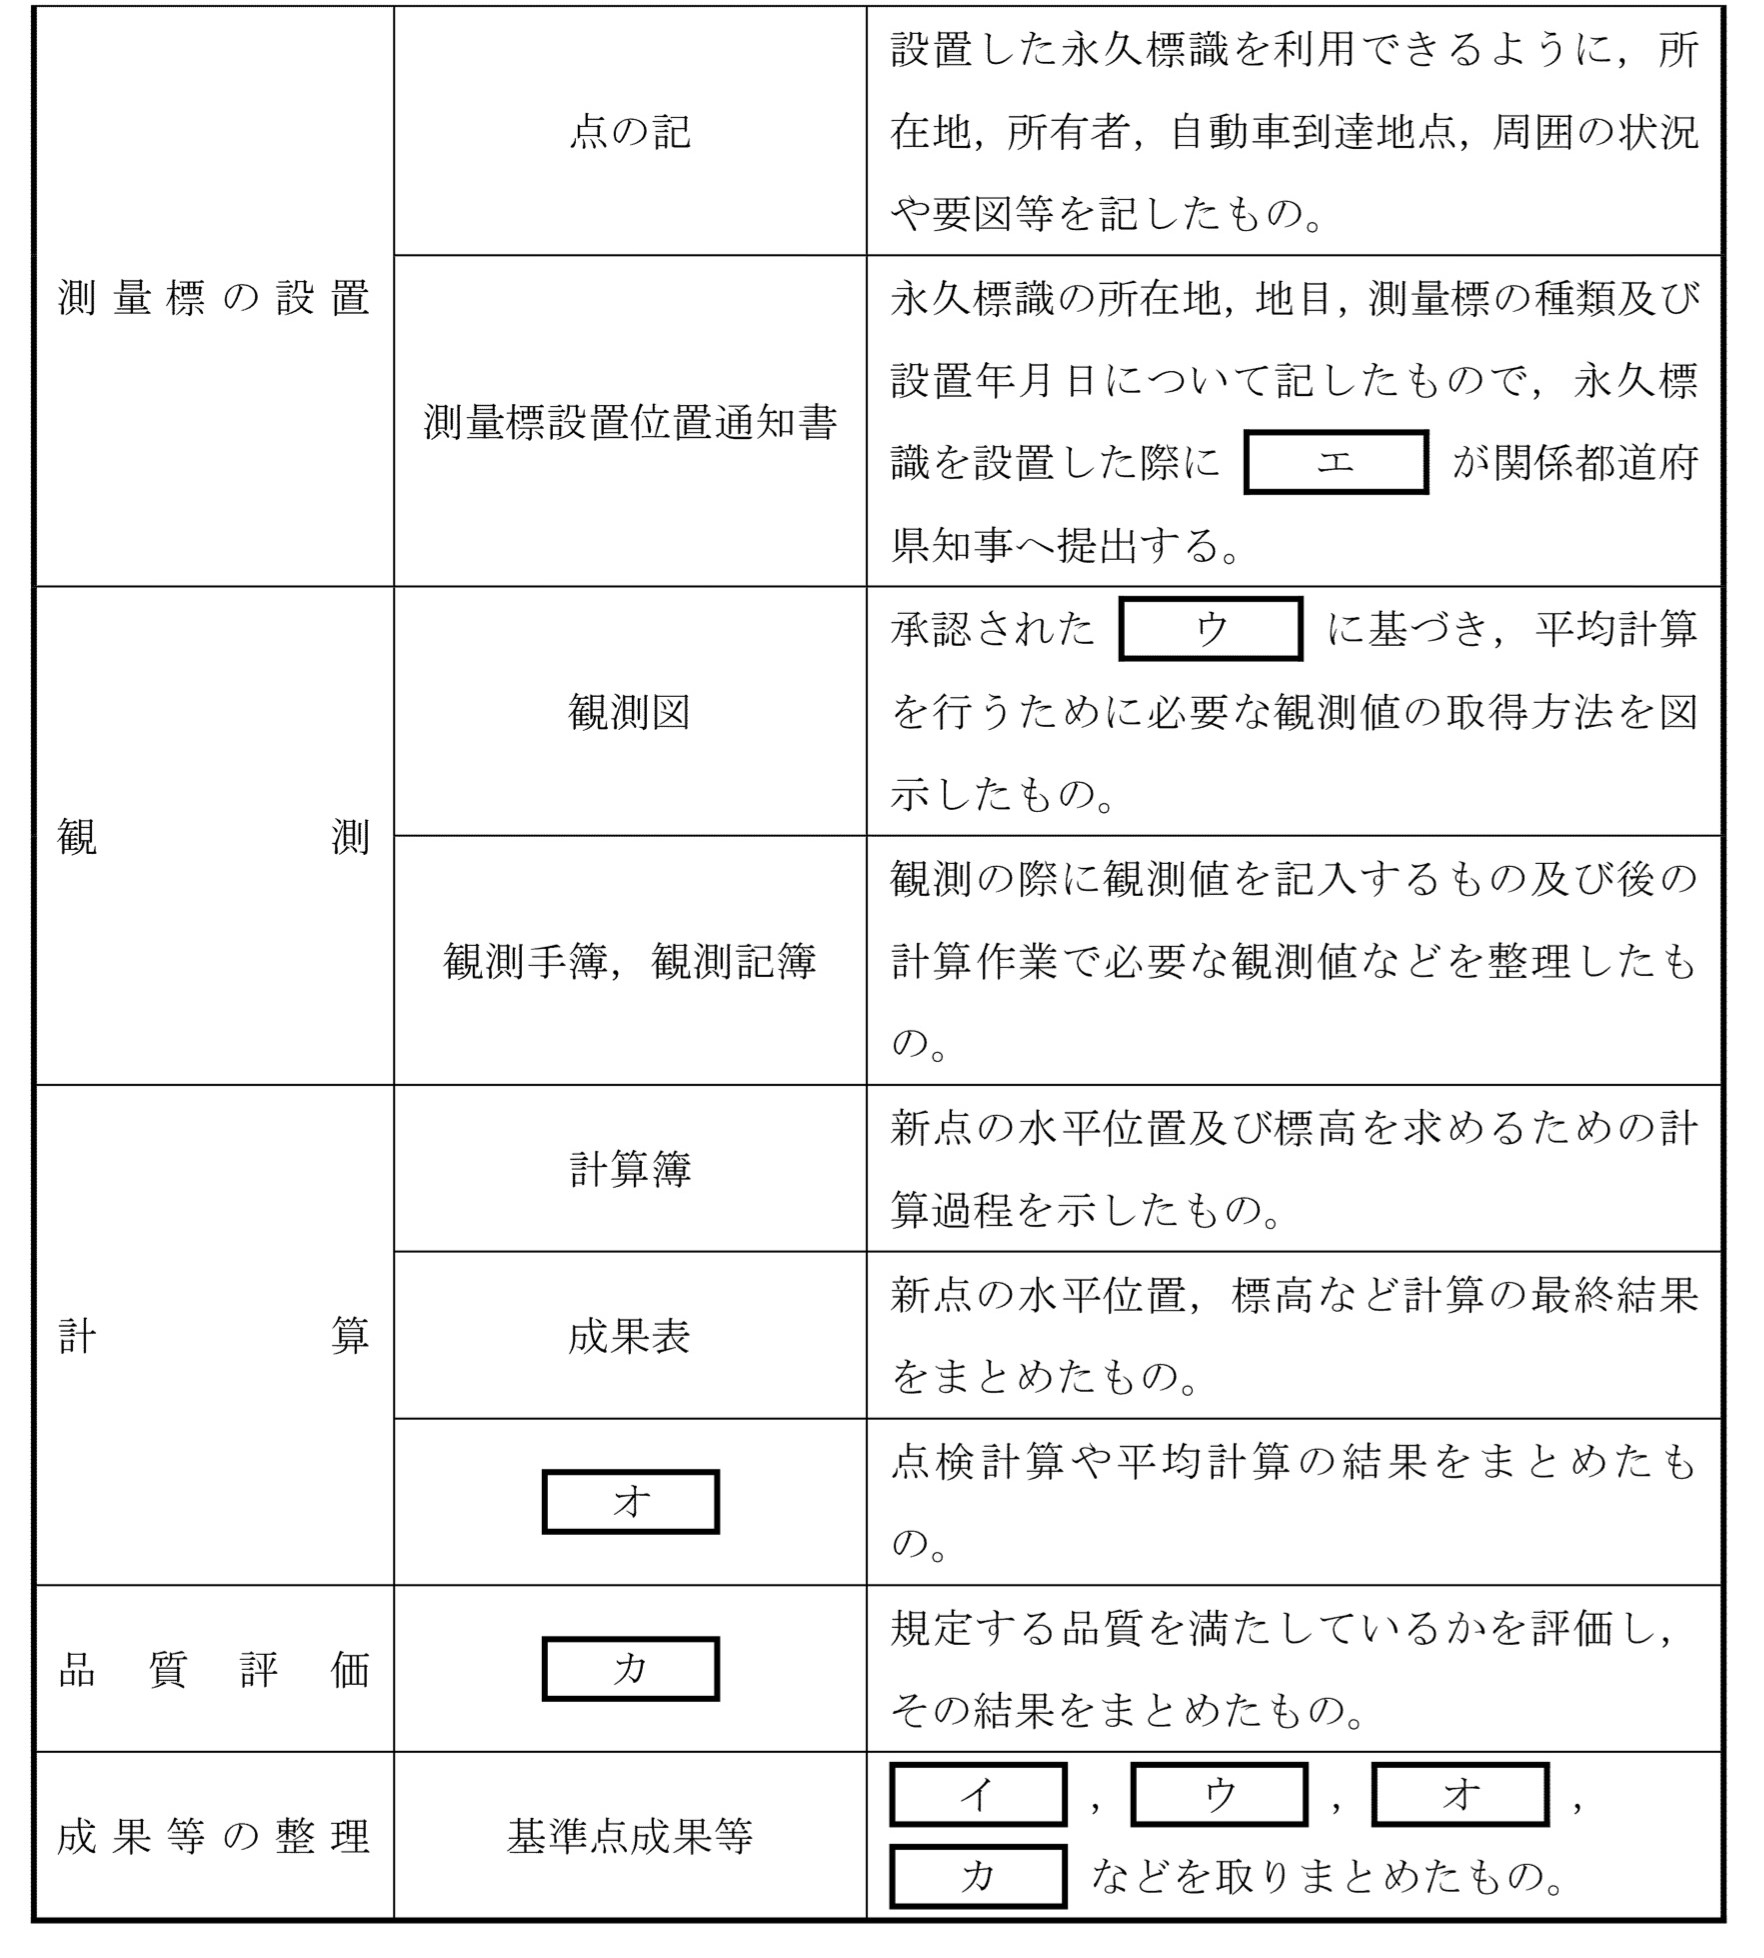 測量標の設置
点の記
設置した永久標識を利用できるように，所
在地，所有者，自動車到達地点，周囲の状況
や要図等を記したもの。
測量標設置位置通知書
永久標識の所在地，地目，測量標の種類及び
設置年月日について記したもので，永久標
識を設置した際に エ が関係都道府
県知事へ提出する。
観測
観測図
承認された ウ に基づき，平均計算
を行うために必要な観測値の取得方法を図
示したもの。
観測手簿，観測記簿
観測の際に観測値を記入するもの及び後の
計算作業で必要な観測値などを整理したも
の。
計算
計算簿
新点の水平位置及び標高を求めるための計
算過程を示したもの。
成果表
新点の水平位置，標高など計算の最終結果
をまとめたもの。
オ
点検計算や平均計算の結果をまとめたも
の。
品質評価
カ
規定する品質を満たしているかを評価し，
その結果をまとめたもの。
成果等の整理
基準点成果等
イ ， ウ ， オ ，
カ などを取りまとめたもの。